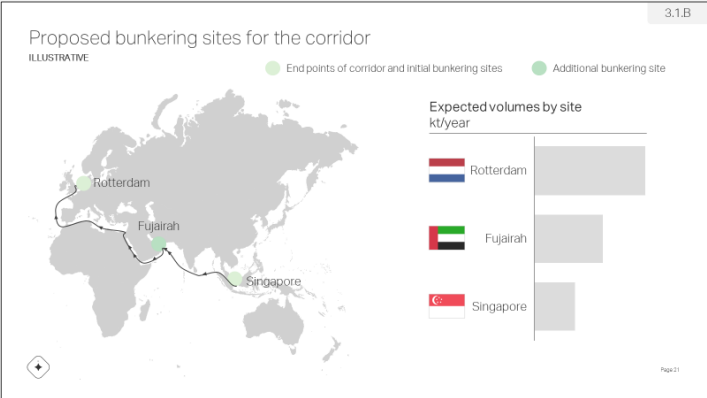 3.1.B
Proposed bunkering sites for the corridor
ILLUSTRATIVE
End points of corridor and initial bunkering sites
Additional bunkering site
Rotterdam
Fujairah
Singapore
Expected volumes by site
kt/year
Rotterdam
Fujairah
Singapore
Page 21